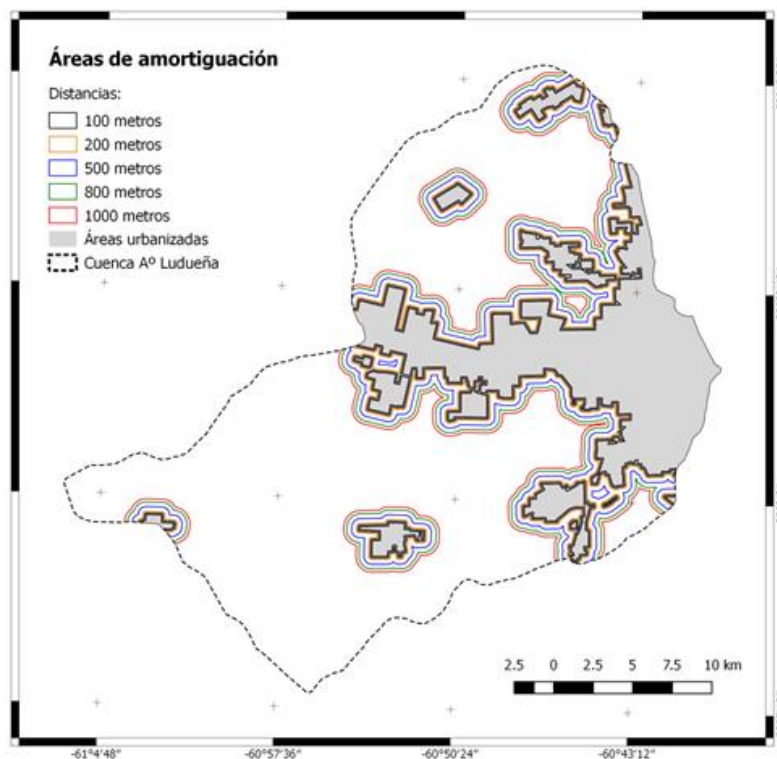 Áreas de amortiguación
Distancias:
100 metros
200 metros
500 metros
800 metros
1000 metros
Áreas urbanizadas
Cuenca Aº Ludueña
2.5 0 2.5 5 7.5 10 km
-61°4'48" -60°57'36" -60°50'24" -60°43'12"